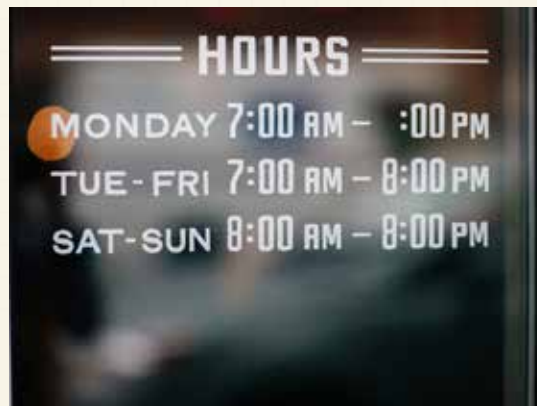 HOURS
MONDAY 7:00 AM - :00 PM
TUE-FRI 7:00 AM - 8:00 PM
SAT-SUN 8:00 AM - 8:00 PM